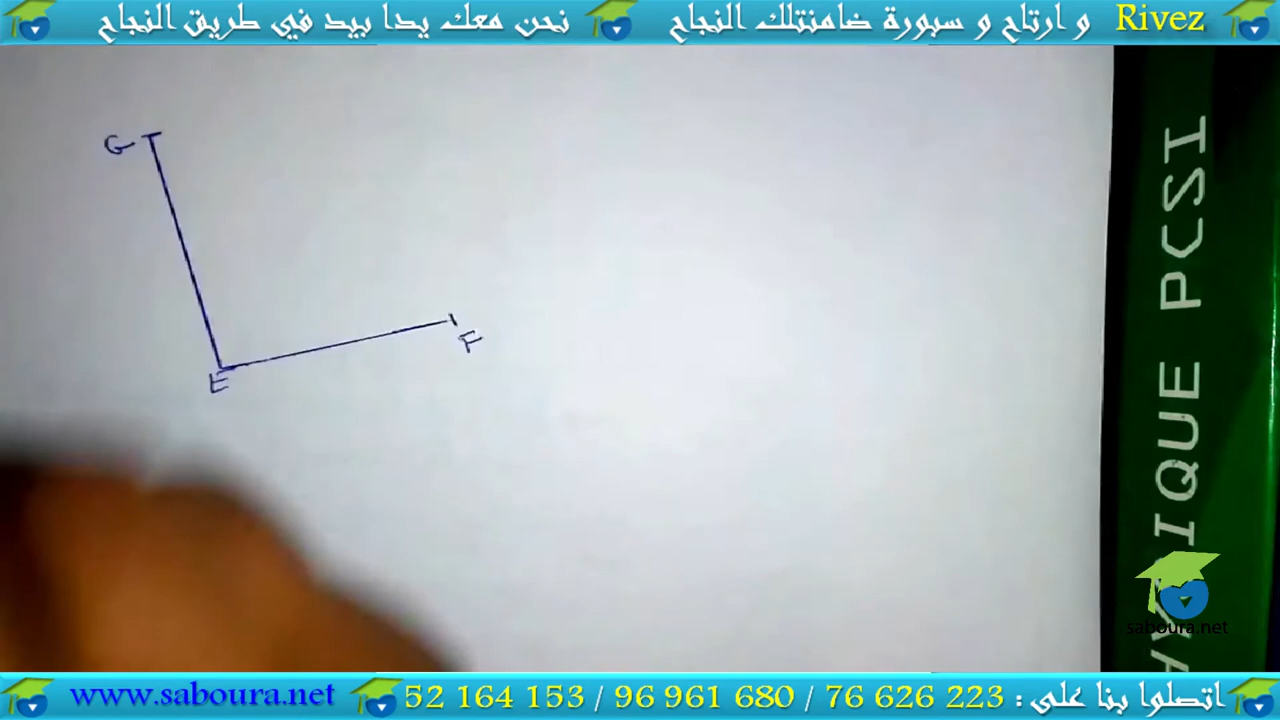 نحن معك يدا بيد في طريق النجاح و ارتاح و سبورة ضامنتلك النجاح Rivez
G
F
E
PHYSIQUE PCSI
saboura.net
www.saboura.net 52 164 153 / 96 961 680 / 76 626 223 : اتصلوا بنا على